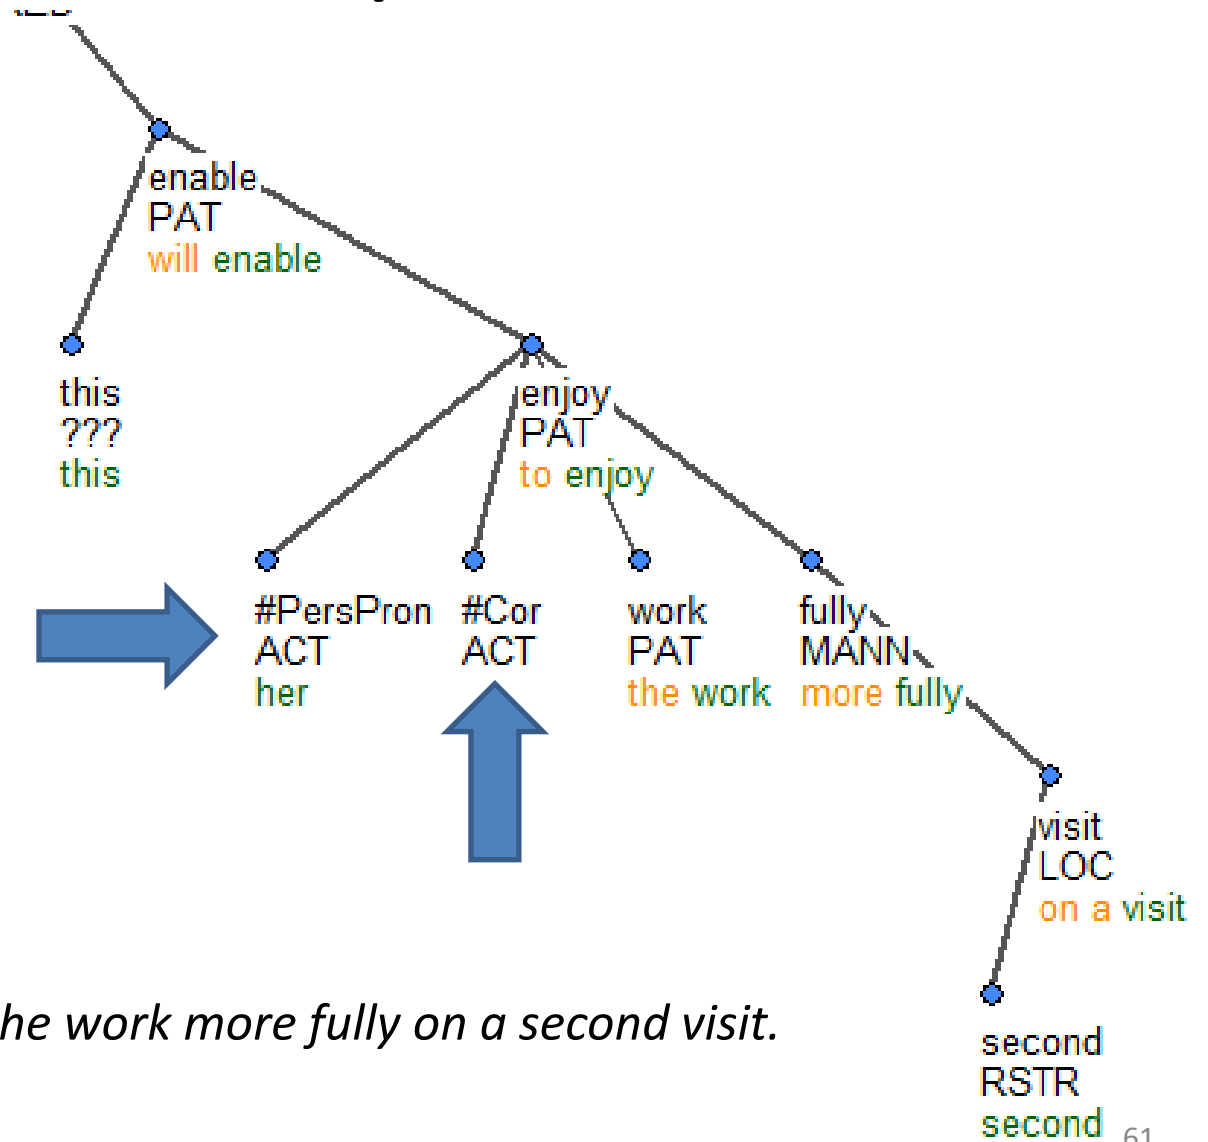 enable
PAT
will enable
this
???
this
enjoy
PAT
to enjoy
#PersPron
ACT
her
#Cor
ACT
work
PAT
the work
fully
MANN
more fully
visit
LOC
on a visit
he work more fully on a second visit.
second
RSTR
second
61